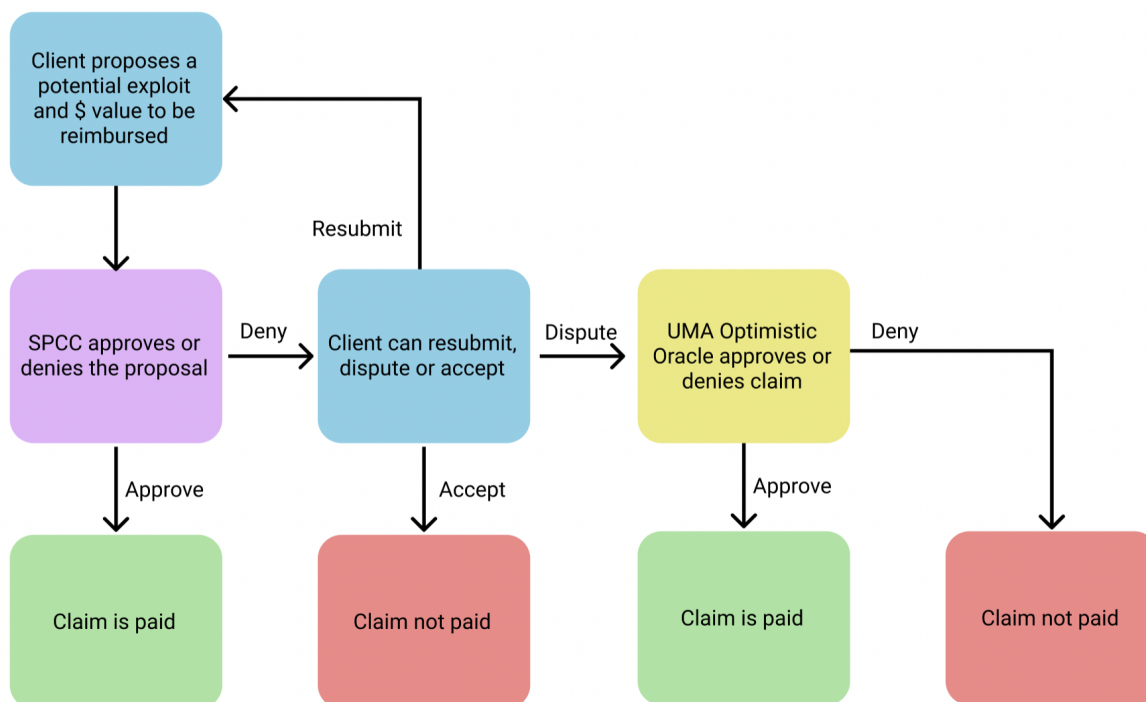 Client proposes a
potential exploit
and $ value to be
reimbursed
Resubmit
SPCC approves or
denies the proposal
Deny
Client can resubmit,
dispute or accept
Dispute
UMA Optimistic
Oracle approves or
denies claim
Deny
Approve
Accept
Approve
Claim is paid
Claim not paid
Claim is paid
Claim not paid